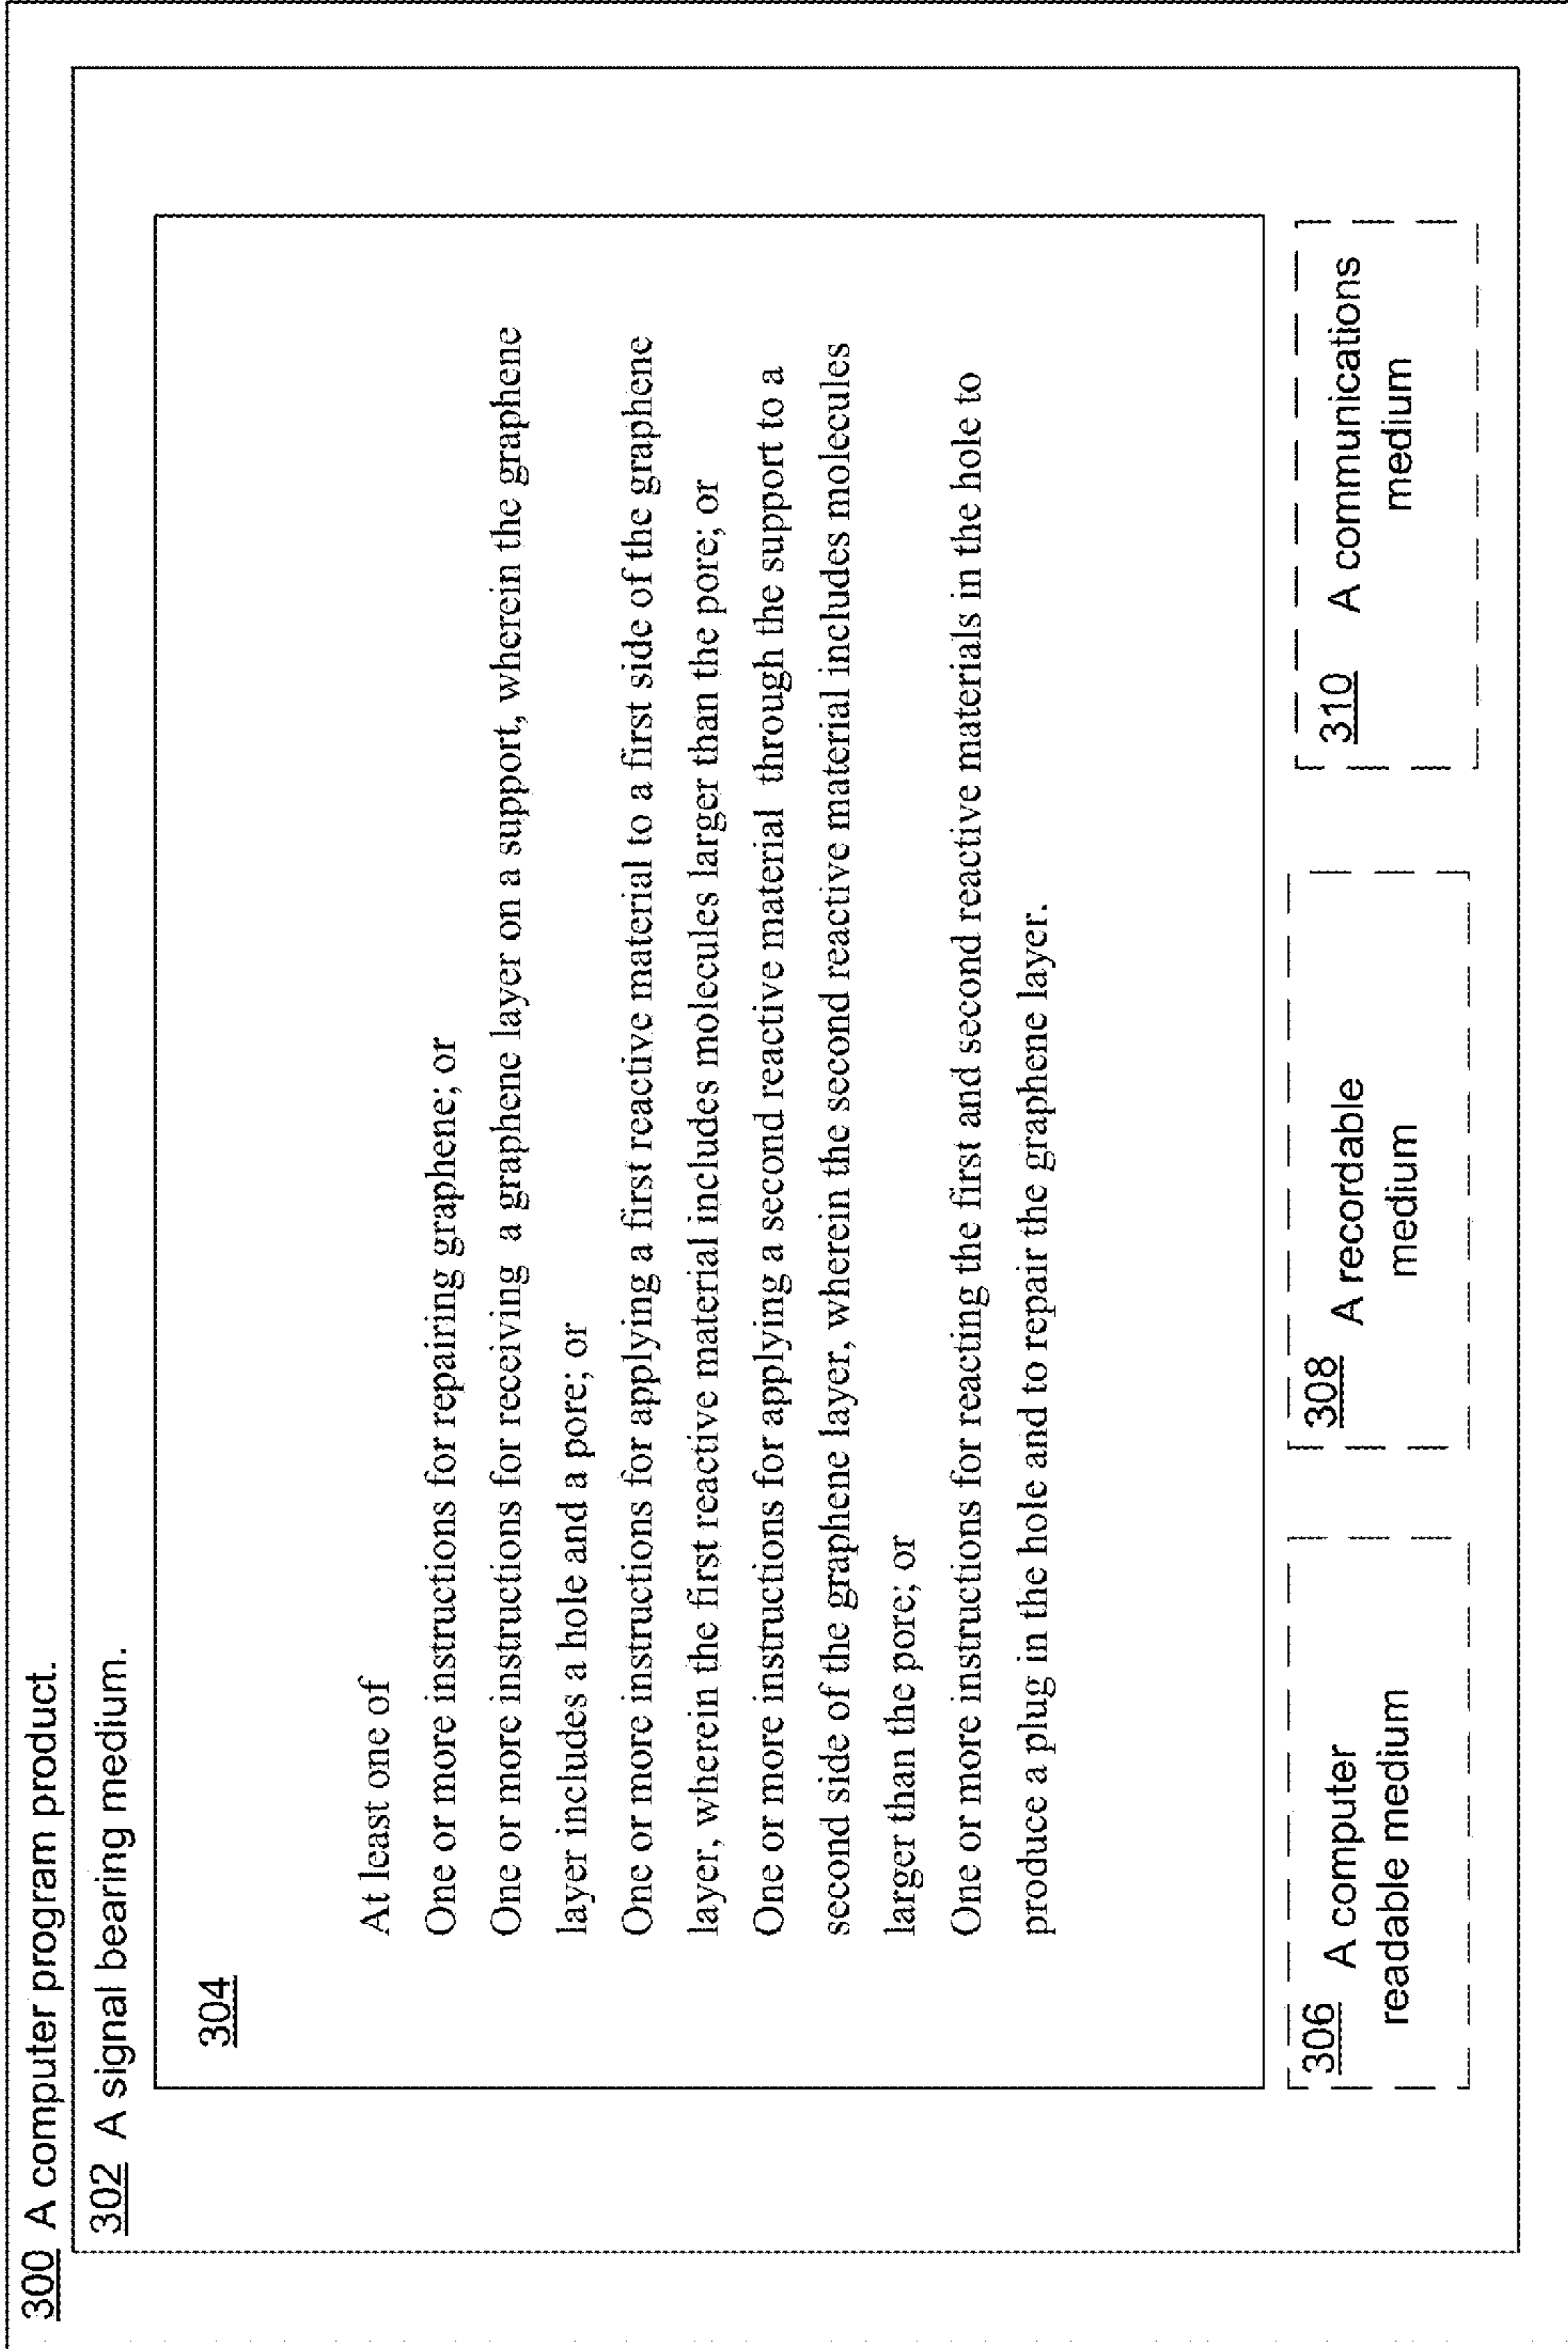 300 A computer program product.
302 A signal bearing medium.
304
At least one of
One or more instructions for repairing graphene; or
One or more instructions for receiving a graphene layer on a support, wherein the graphene
layer includes a hole and a pore; or
One or more instructions for applying a first reactive material to a first side of the graphene
layer, wherein the first reactive material includes molecules larger than the pore; or
One or more instructions for applying a second reactive material through the support to a
second side of the graphene layer, wherein the second reactive material includes molecules
larger than the pore; or
One or more instructions for reacting the first and second reactive materials in the hole to
produce a plug in the hole and to repair the graphene layer.
306 A computer
readable medium
308 A recordable
medium
310 A communications
medium